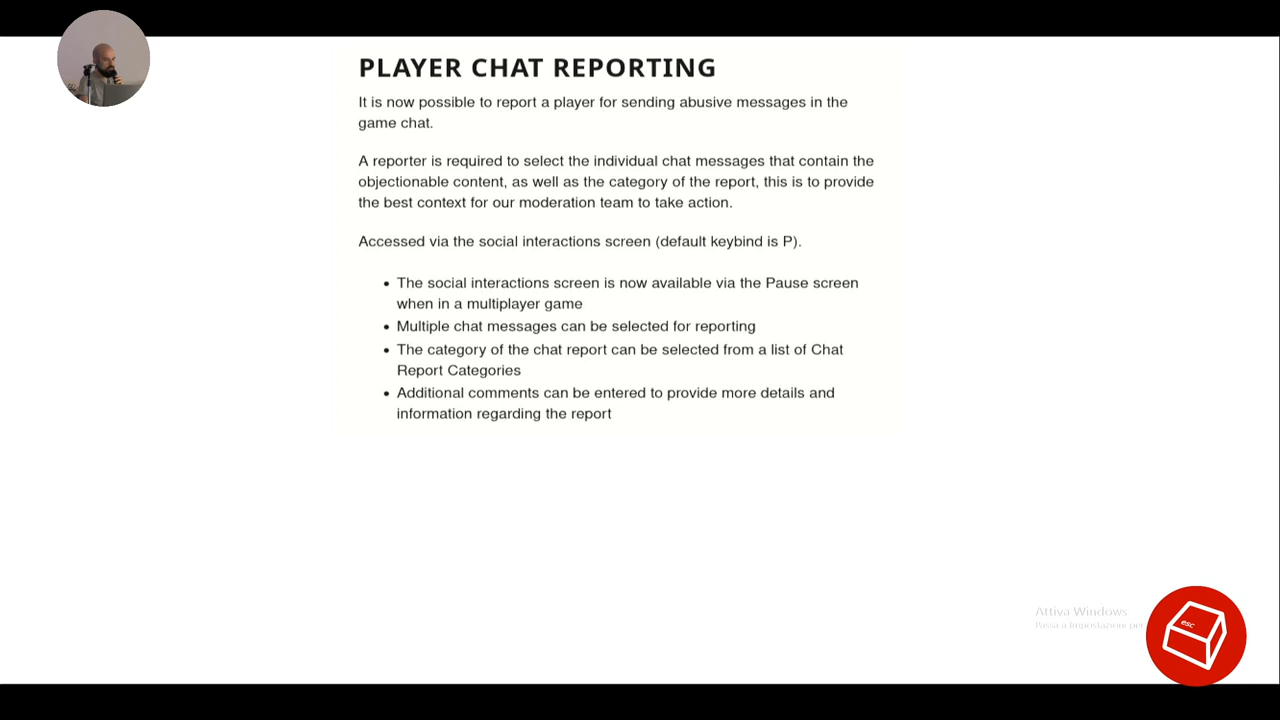 PLAYER CHAT REPORTING
It is now possible to report a player for sending abusive messages in the
game chat.
A reporter is required to select the individual chat messages that contain the
objectionable content, as well as the category of the report, this is to provide
the best context for our moderation team to take action.
Accessed via the social interactions screen (default keybind is P).
• The social interactions screen is now available via the Pause screen
when in a multiplayer game
• Multiple chat messages can be selected for reporting
• The category of the chat report can be selected from a list of Chat
Report Categories
• Additional comments can be entered to provide more details and
information regarding the report
Attiva Windows
Passa a Impostazioni per
esc